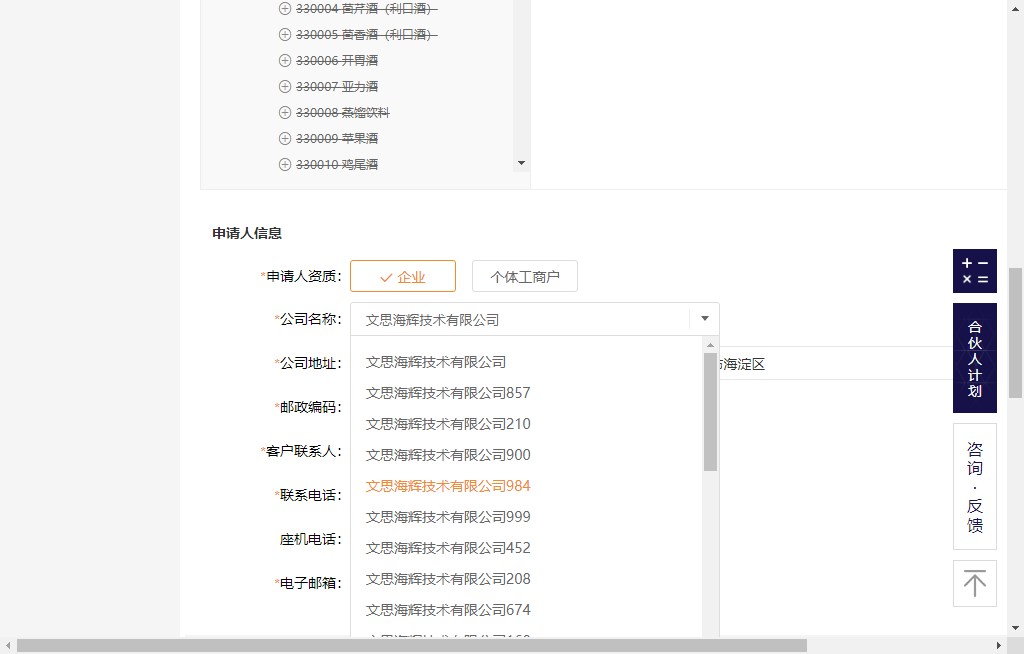 330004 茴芹酒（利口酒）
330005 茴香酒（利口酒）
330006 开胃酒
330007 亚力酒
330008 蒸馏饮料
330009 苹果酒
330010 鸡尾酒
申请人信息
*申请人资质：
企业
个体工商户
*公司名称：
文思海辉技术有限公司
*公司地址：
市海淀区
*邮政编码：
*客户联系人：
*联系电话：
座机电话：
*电子邮箱：
文思海辉技术有限公司
文思海辉技术有限公司857
文思海辉技术有限公司210
文思海辉技术有限公司900
文思海辉技术有限公司984
文思海辉技术有限公司999
文思海辉技术有限公司452
文思海辉技术有限公司208
文思海辉技术有限公司674
合伙人计划
咨询·反馈